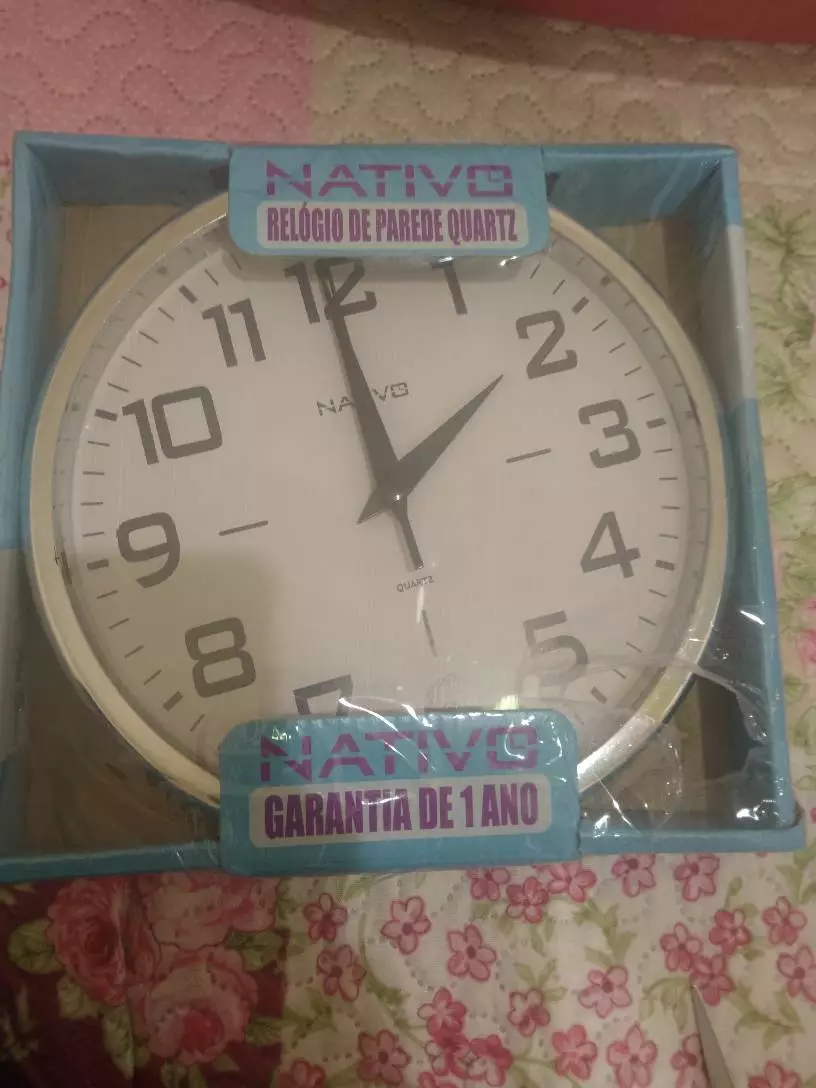 NATIVO
RELÓGIO DE PAREDE QUARTZ
12
1
11
2
NATIVO
10
3
9
4
QUARTZ
8
5
7
NATIVO
GARANTIA DE 1 ANO